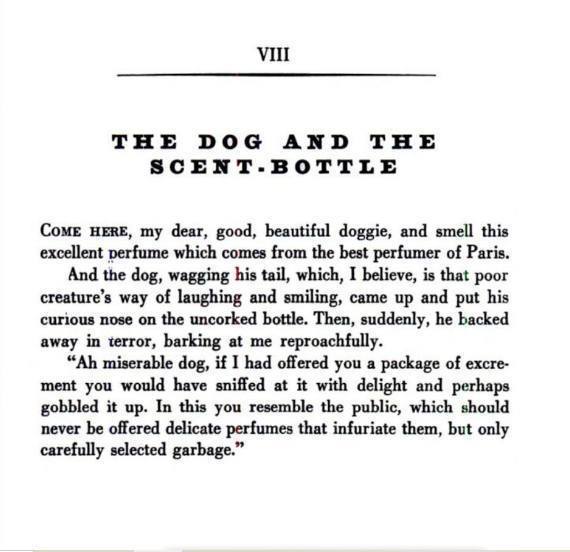 VIII
THE DOG AND THE
SCENT-BOTTLE
COME HERE, my dear, good, beautiful doggie, and smell this
excellent perfume which comes from the best perfumer of Paris.
And the dog, wagging his tail, which, I believe, is that poor
creature's way of laughing and smiling, came up and put his
curious nose on the uncorked bottle. Then, suddenly, he backed
away in terror, barking at me reproachfully.
“Ah miserable dog, if I had offered you a package of excre-
ment you would have sniffed at it with delight and perhaps
gobbled it up. In this you resemble the public, which should
never be offered delicate perfumes that infuriate them, but only
carefully selected garbage.”